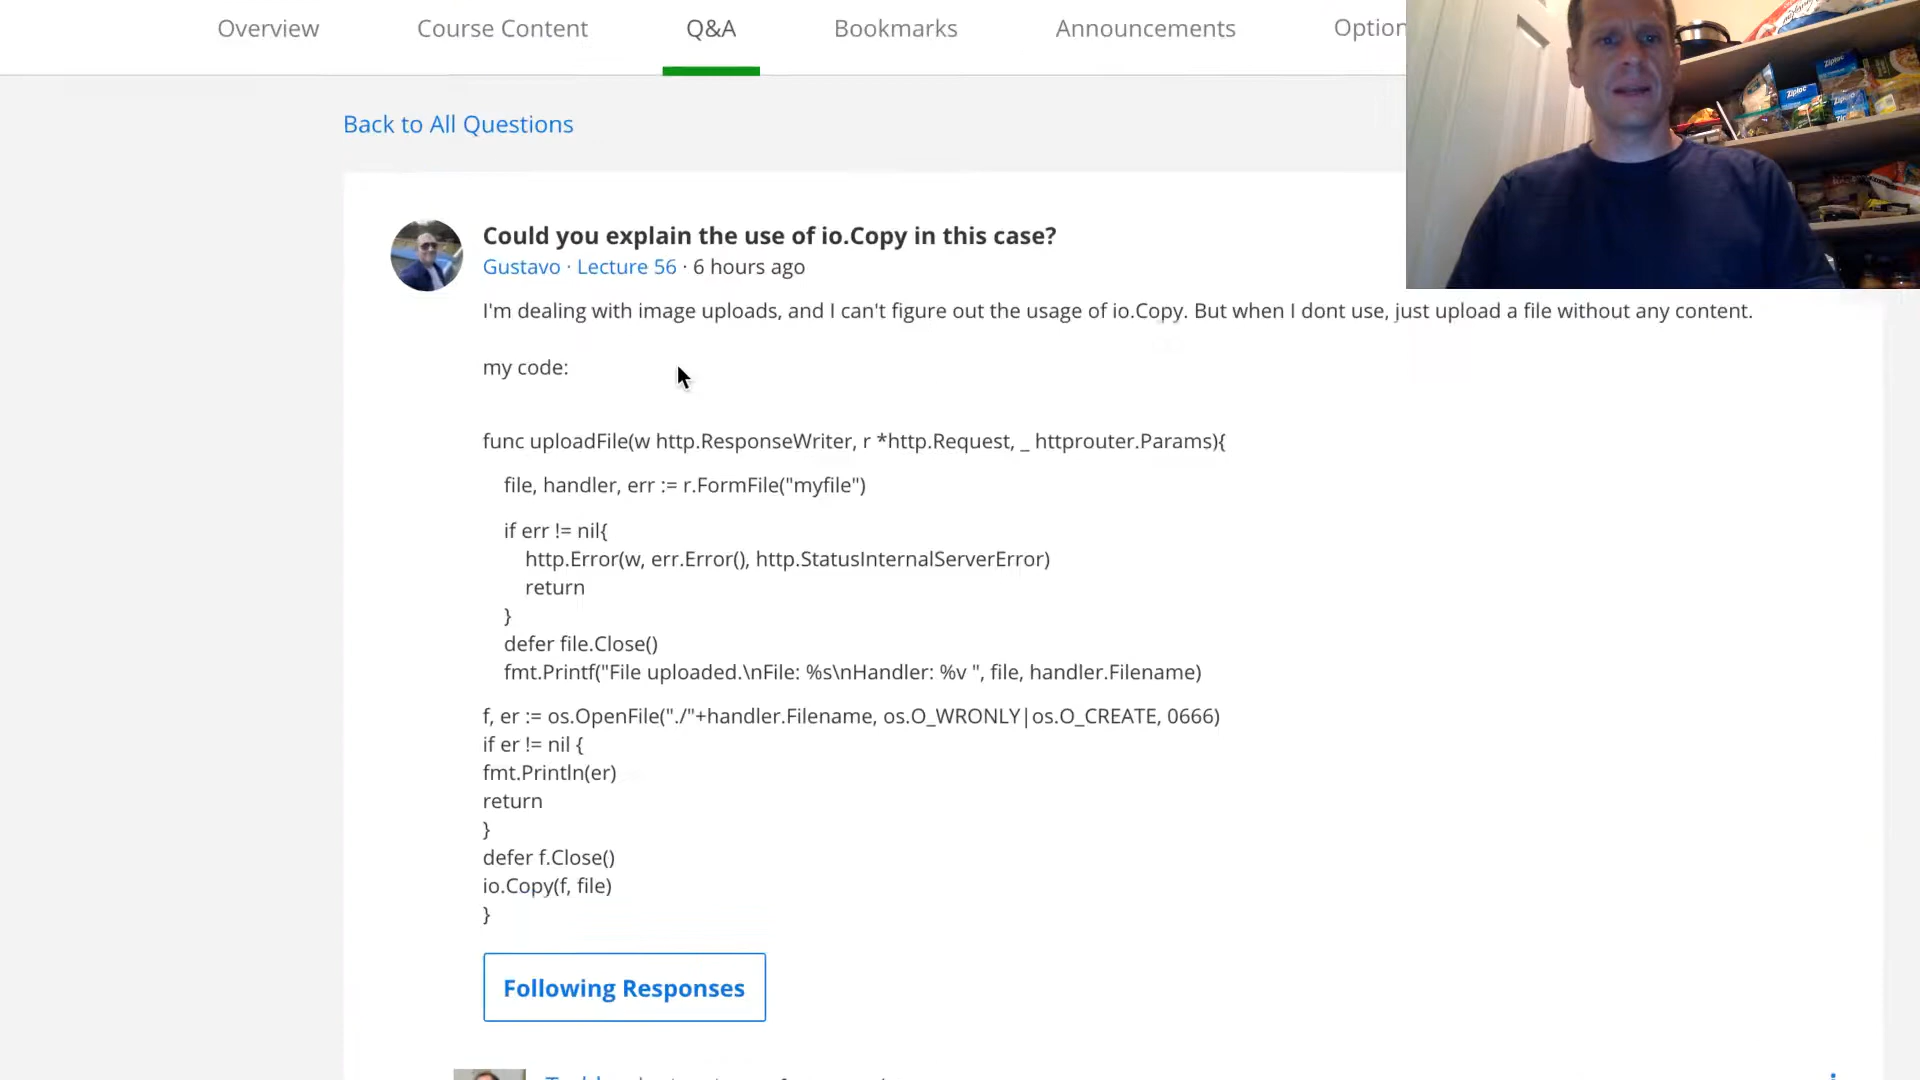 Overview Course Content Q&A Bookmarks Announcements Option
Back to All Questions
Could you explain the use of io.Copy in this case?
Gustavo · Lecture 56 · 6 hours ago
I'm dealing with image uploads, and I can't figure out the usage of io.Copy. But when I dont use, just upload a file without any content.
my code:
func uploadFile(w http.ResponseWriter, r *http.Request, _ httprouter.Params){
file, handler, err := r.FormFile("myfile")
if err != nil{
http.Error(w, err.Error(), http.StatusInternalServerError)
return
}
defer file.Close()
fmt.Printf("File uploaded.\nFile: %s\nHandler: %v ", file, handler.Filename)
f, er := os.OpenFile("./"+handler.Filename, os.O_WRONLY|os.O_CREATE, 0666)
if er != nil {
fmt.Println(er)
return
}
defer f.Close()
io.Copy(f, file)
}
Following Responses
Ziploc
Ziploc
Ziploc